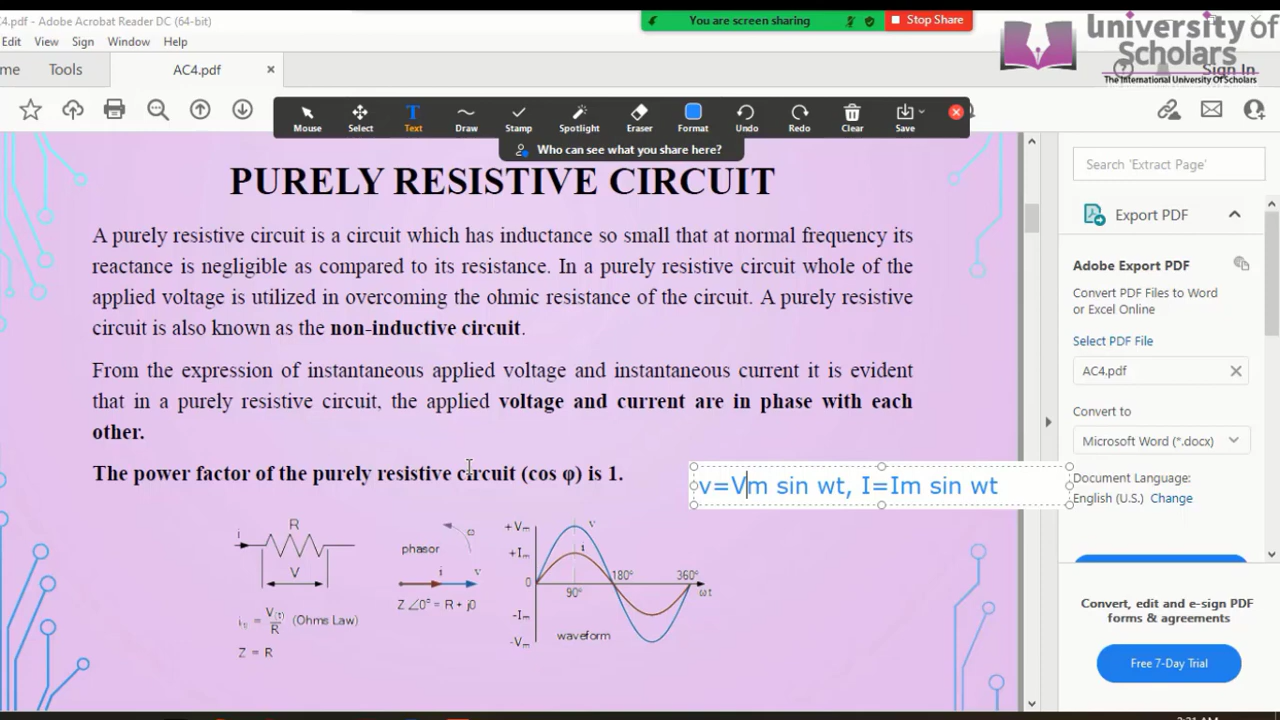 C4.pdf - Adobe Acrobat Reader DC (64-bit)
You are screen sharing
Stop Share
university of
Scholars
The International University Of Scholars
Edit View Sign Window Help
me Tools AC4.pdf × Sign In
Mouse Select Text Draw Stamp Spotlight Eraser Format Undo Redo Clear Save
Who can see what you share here?
PURELY RESISTIVE CIRCUIT
A purely resistive circuit is a circuit which has inductance so small that at normal frequency its
reactance is negligible as compared to its resistance. In a purely resistive circuit whole of the
applied voltage is utilized in overcoming the ohmic resistance of the circuit. A purely resistive
circuit is also known as the non-inductive circuit.
From the expression of instantaneous applied voltage and instantaneous current it is evident
that in a purely resistive circuit, the applied voltage and current are in phase with each
other.
The power factor of the purely resistive circuit (cos φ) is 1.
v=Vm sin wt, I=Im sin wt
R
i
V
(Ohms Law)
Z = R
phasor
ω
i v
Z ∠0° = R + j0
+Vₘ
+Iₘ
0
-Iₘ
-Vₘ
v
i
90°
180°
360°
ωt
waveform
Search 'Extract Page'
Export PDF
Adobe Export PDF
Convert PDF Files to Word
or Excel Online
Select PDF File
AC4.pdf
Convert to
Microsoft Word (*.docx)
Document Language:
English (U.S.) Change
Convert, edit and e-sign PDF
forms & agreements
Free 7-Day Trial